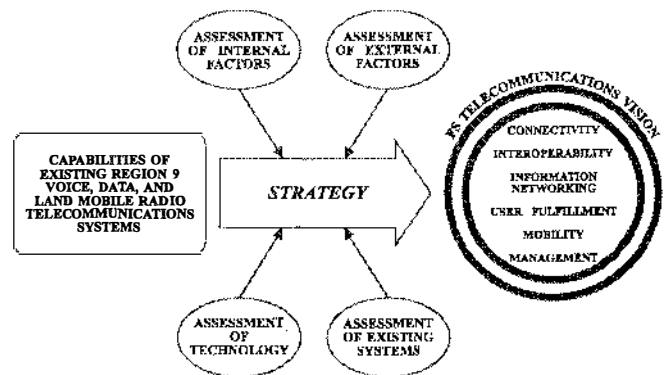 ASSESSMENT
OF INTERNAL
FACTORS
ASSESSMENT
OF EXTERNAL
FACTORS
CAPABILITIES OF
EXISTING REGION 9
VOICE, DATA, AND
LAND MOBILE RADIO
TELECOMMUNICATIONS
SYSTEMS
STRATEGY
FS TELECOMMUNICATIONS VISION
CONNECTIVITY
INTEROPERABILITY
INFORMATION
NETWORKING
USER FULFILLMENT
MOBILITY
MANAGEMENT
ASSESSMENT
OF
TECHNOLOGY
ASSESSMENT
OF EXISTING
SYSTEMS